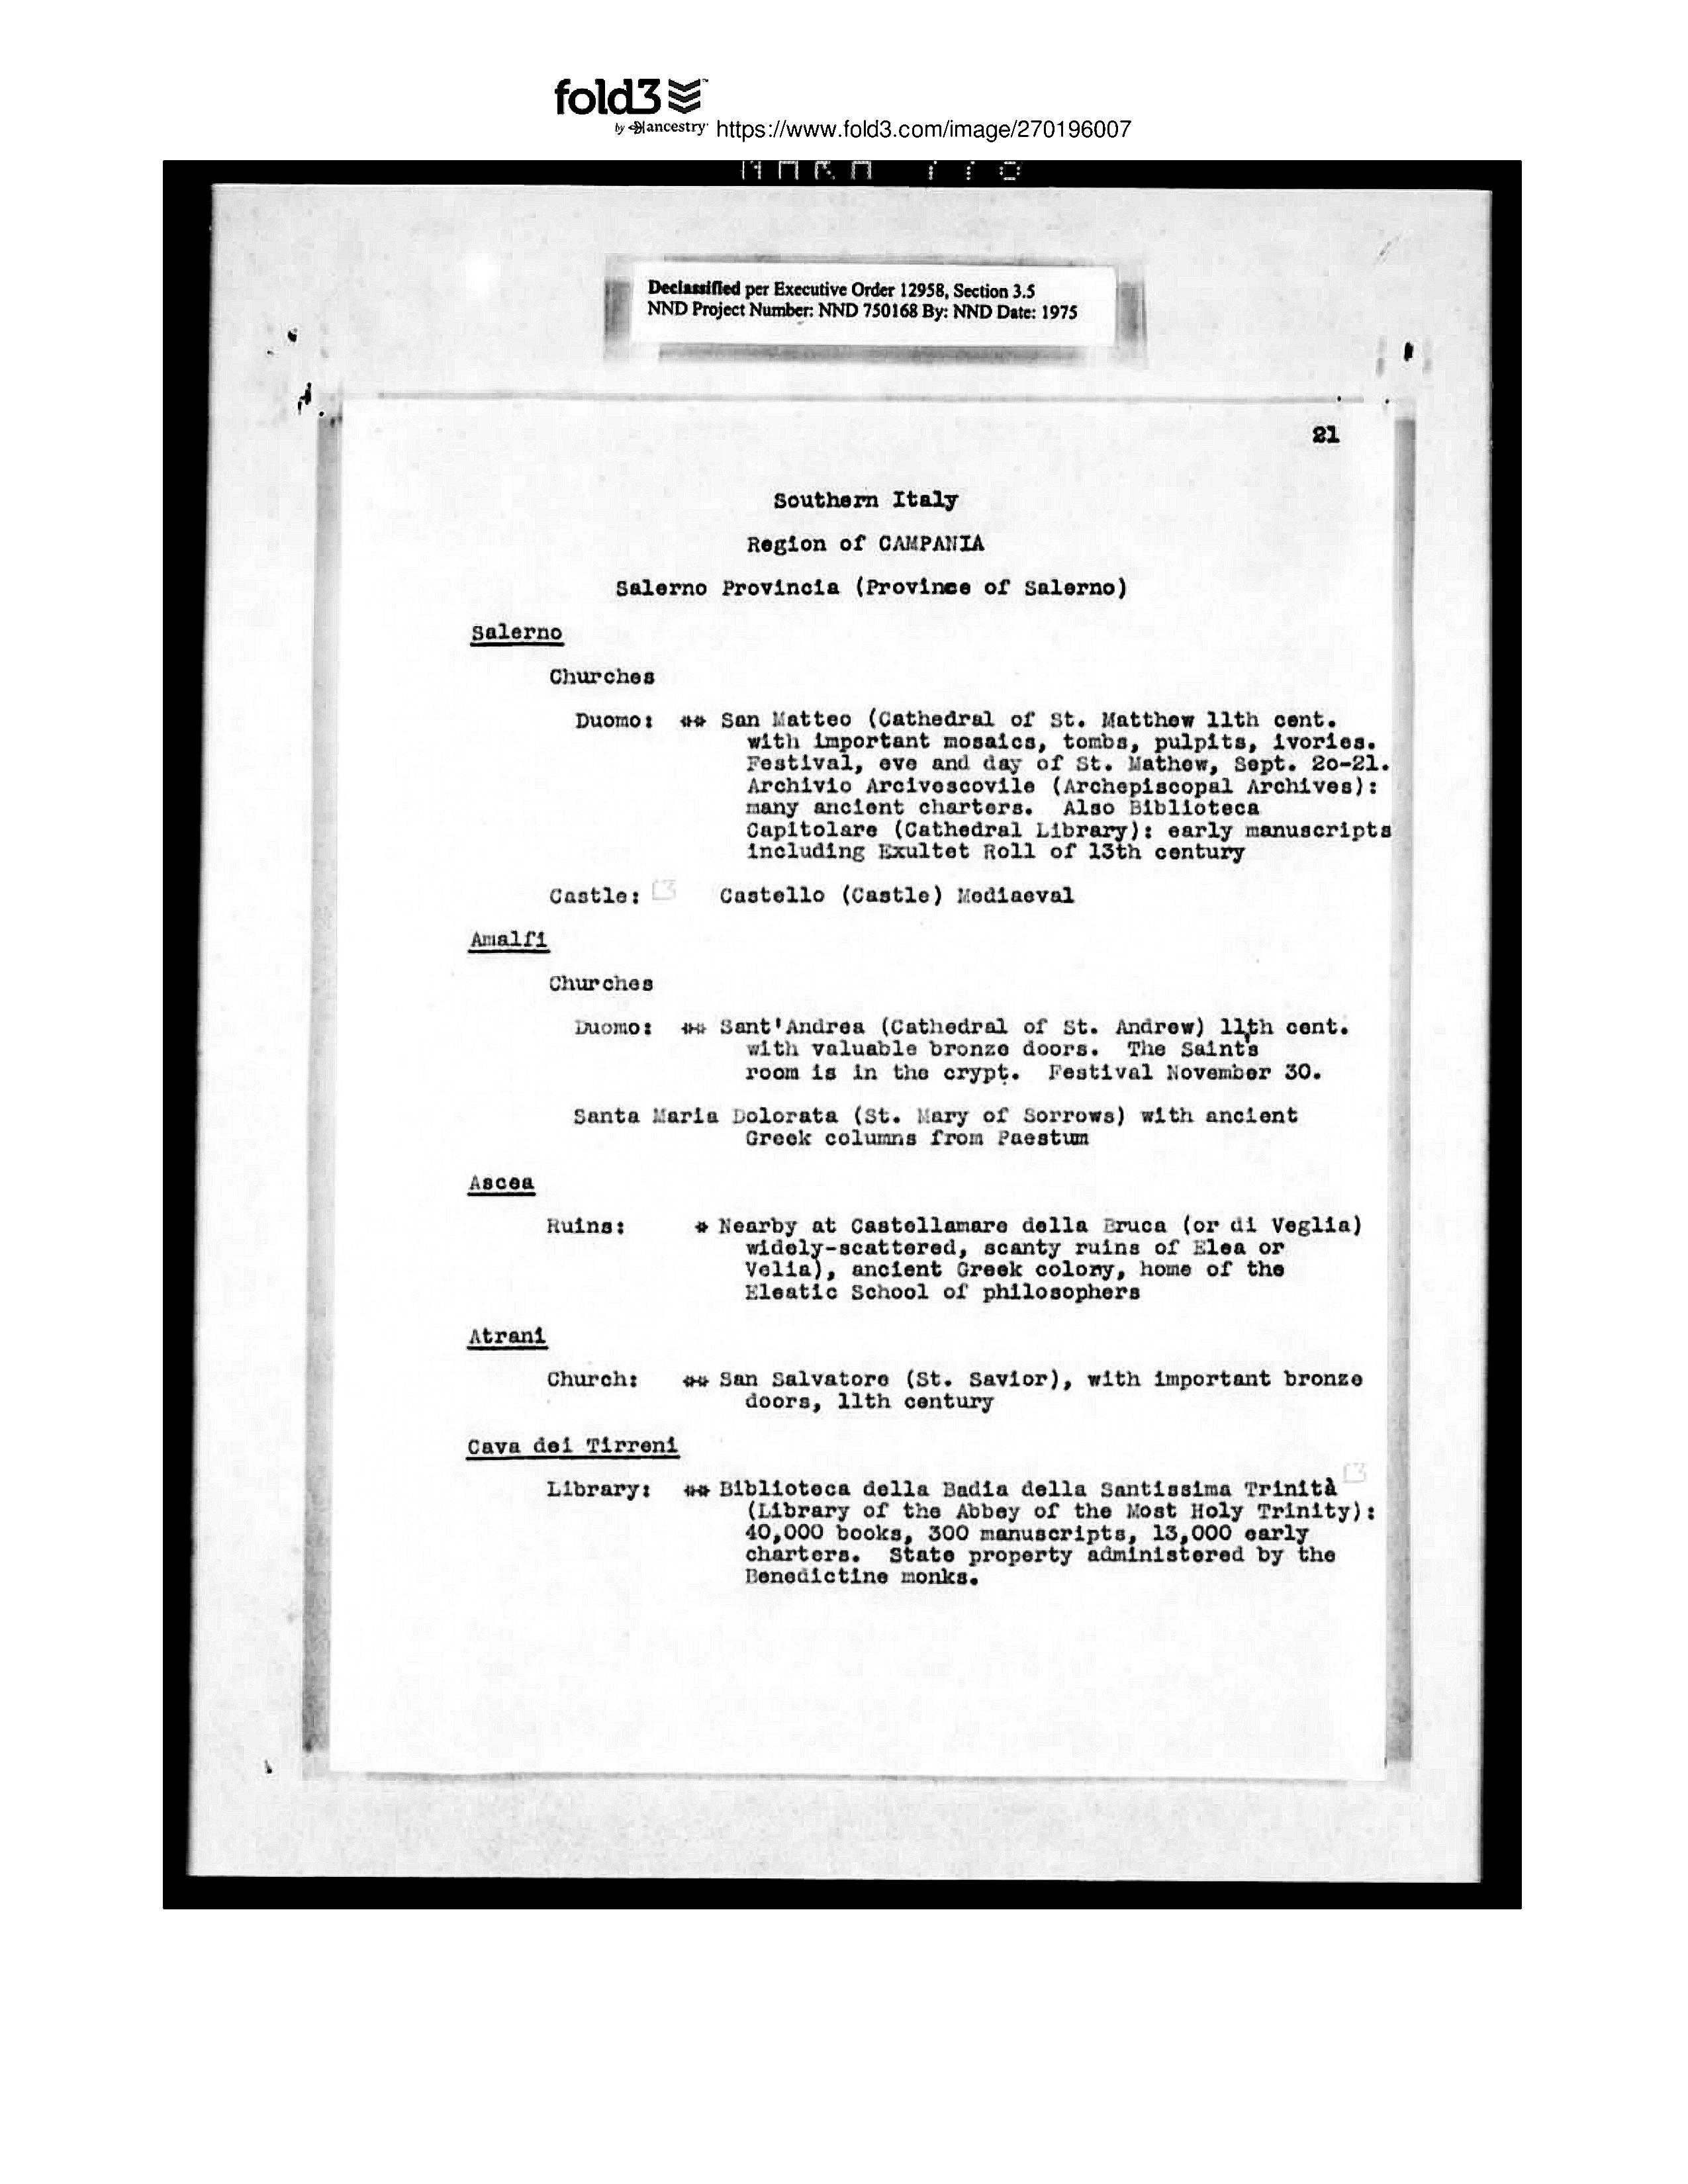 fold3
by ancestry https://www.fold3.com/image/270196007
Declassified per Executive Order 12958, Section 3.5
NND Project Number: NND 750168 By: NND Date: 1975
21
Southern Italy
Region of CAMPANIA
Salerno Provincia (Province of Salerno)
Salerno
Churches
Duomo: ** San Matteo (Cathedral of St. Matthew 11th cent.
with important mosaics, tombs, pulpits, ivories.
Festival, eve and day of St. Mathew, Sept. 20-21.
Archivio Arcivescovile (Archepiscopal Archives):
many ancient charters. Also Biblioteca
Capitolare (Cathedral Library): early manuscripts
including Exultet Roll of 13th century
Castle: Castello (Castle) Mediaeval
Amalfi
Churches
Duomo: ** Sant'Andrea (Cathedral of St. Andrew) 11th cent.
with valuable bronze doors. The Saint's
room is in the crypt. Festival November 30.
Santa Maria Dolorata (St. Mary of Sorrows) with ancient
Greek columns from Paestum
Ascea
Ruins: * Nearby at Castellamare della Bruca (or di Veglia)
widely-scattered, scanty ruins of Elea or
Velia), ancient Greek colony, home of the
Eleatic School of philosophers
Atrani
Church: ** San Salvatore (St. Savior), with important bronze
doors, 11th century
Cava dei Tirreni
Library: ** Biblioteca della Badia della Santissima Trinità
(Library of the Abbey of the Most Holy Trinity):
40,000 books, 300 manuscripts, 13,000 early
charters. State property administered by the
Benedictine monks.